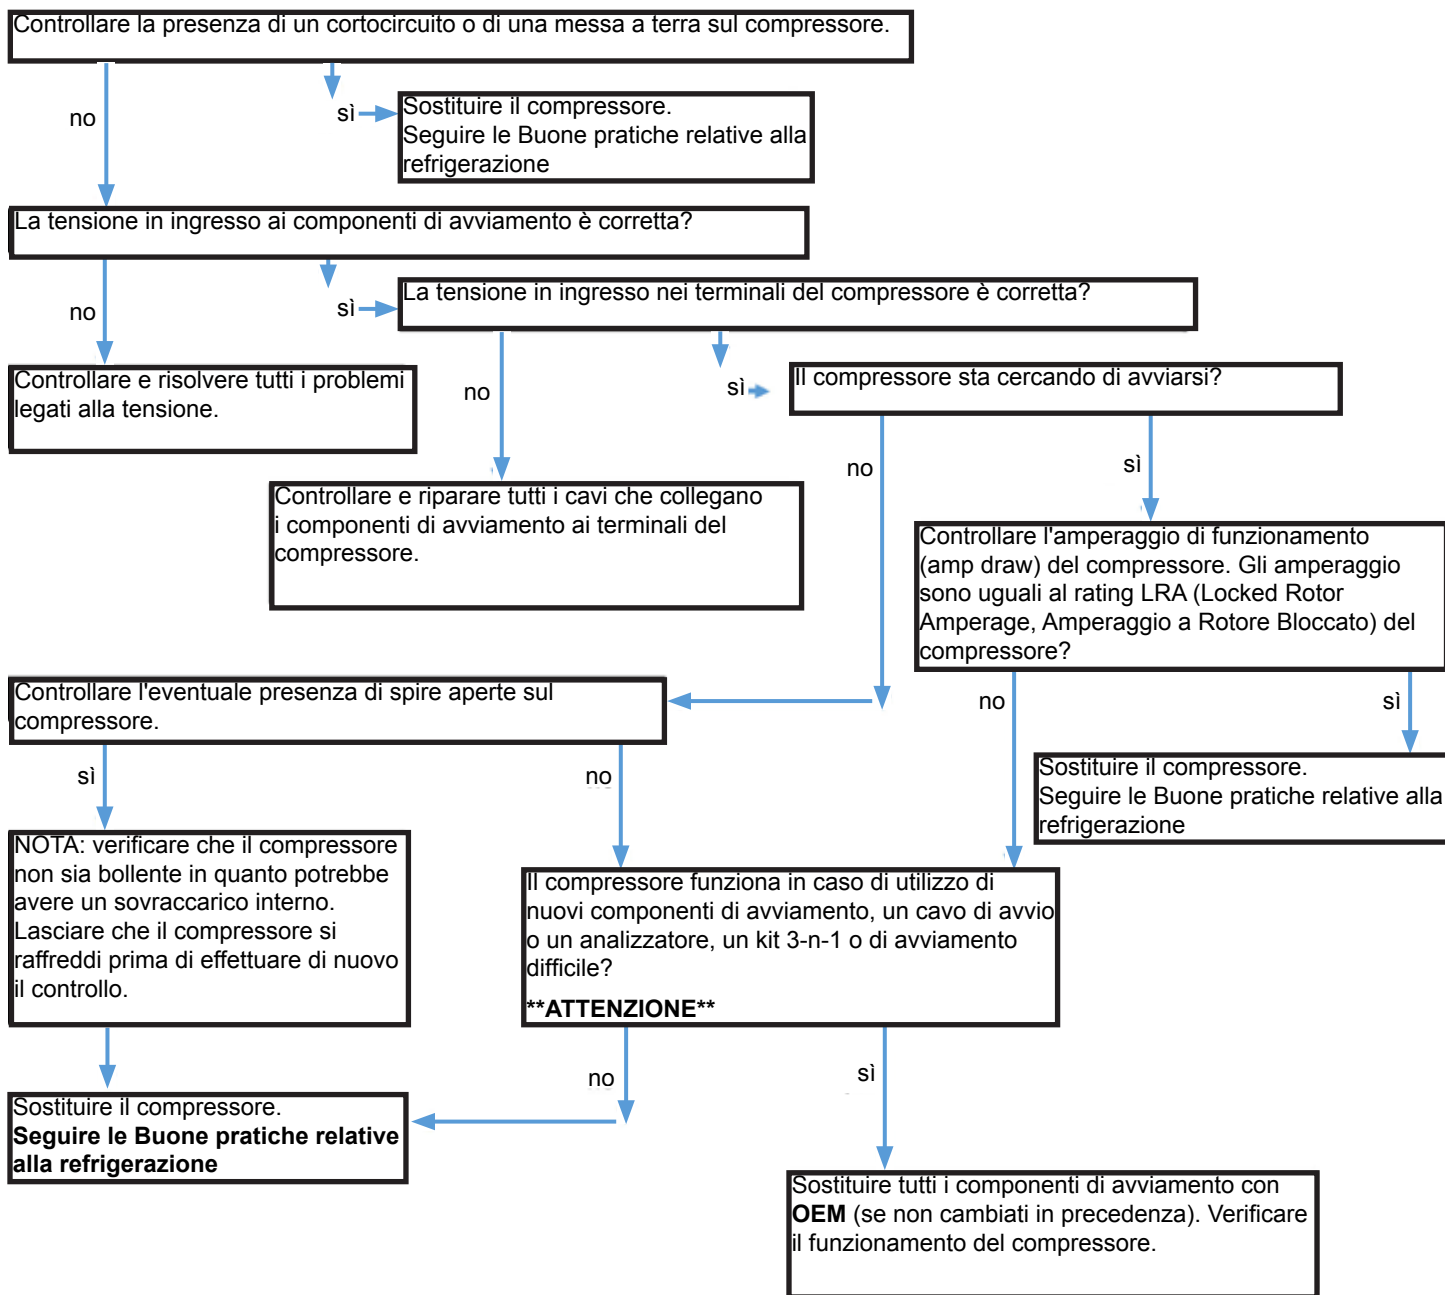 Controllare la presenza di un cortocircuito o di una messa a terra sul compressore.
no
sì
Sostituire il compressore.
Seguire le Buone pratiche relative alla
refrigerazione
La tensione in ingresso ai componenti di avviamento è corretta?
no
sì
La tensione in ingresso nei terminali del compressore è corretta?
Controllare e risolvere tutti i problemi
legati alla tensione.
no
sì
Il compressore sta cercando di avviarsi?
no
sì
Controllare e riparare tutti i cavi che collegano
i componenti di avviamento ai terminali del
compressore.
Controllare l'amperaggio di funzionamento
(amp draw) del compressore. Gli amperaggio
sono uguali al rating LRA (Locked Rotor
Amperage, Amperaggio a Rotore Bloccato) del
compressore?
Controllare l'eventuale presenza di spire aperte sul
compressore.
no
sì
sì
no
Sostituire il compressore.
Seguire le Buone pratiche relative alla
refrigerazione
NOTA: verificare che il compressore
non sia bollente in quanto potrebbe
avere un sovraccarico interno.
Lasciare che il compressore si
raffreddi prima di effettuare di nuovo
il controllo.
Il compressore funziona in caso di utilizzo di
nuovi componenti di avviamento, un cavo di avvio
o un analizzatore, un kit 3-n-1 o di avviamento
difficile?
**ATTENZIONE**
no
sì
Sostituire il compressore.
Seguire le Buone pratiche relative
alla refrigerazione
Sostituire tutti i componenti di avviamento con
OEM (se non cambiati in precedenza). Verificare
il funzionamento del compressore.